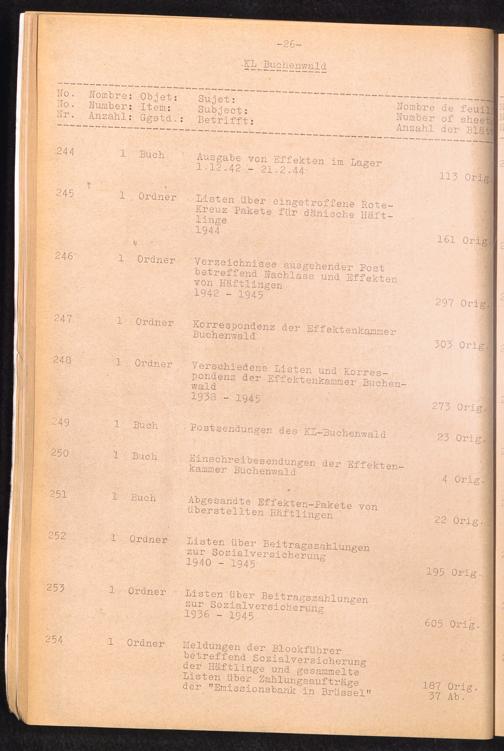 -26-
KL Buchenwald
No. Nombre: Objet: Sujet: Nombre de feuil
No. Number: Item: Subject: Number of sheet
Nr. Anzahl: Ggstd.: Betrifft: Anzahl der Blät
244 1 Buch Ausgabe von Effekten im Lager
1.12.42 - 21.2.44 113 Orig.
245 1 Ordner Listen über eingetroffene Rote-
Kreuz Pakete für dänische Häft-
linge
1944 161 Orig.
246 1 Ordner Verzeichnisse ausgehender Post
betreffend Nachlass und Effekten
von Häftlingen
1942 - 1945 297 Orig.
247 1 Ordner Korrespondenz der Effektenkammer
Buchenwald 303 Orig.
248 1 Ordner Verschiedene Listen und Korres-
pondenz der Effektenkammer Buchen-
wald
1938 - 1945 273 Orig.
249 1 Buch Postsendungen des KL-Buchenwald 23 Orig.
250 1 Buch Einschreibesendungen der Effekten-
kammer Buchenwald 4 Orig.
251 1 Buch Abgesandte Effekten-Pakete von
überstellten Häftlingen 22 Orig.
252 1 Ordner Listen über Beitragszahlungen
zur Sozialversicherung
1940 - 1945 195 Orig.
253 1 Ordner Listen über Beitragszahlungen
zur Sozialversicherung
1936 - 1945 605 Orig.
254 1 Ordner Meldungen der Blockführer
betreffend Sozialversicherung
der Häftlinge und gesammelte
Listen über Zahlungsaufträge 187 Orig.
der "Emissionsbank in Brüssel" 37 Ab.